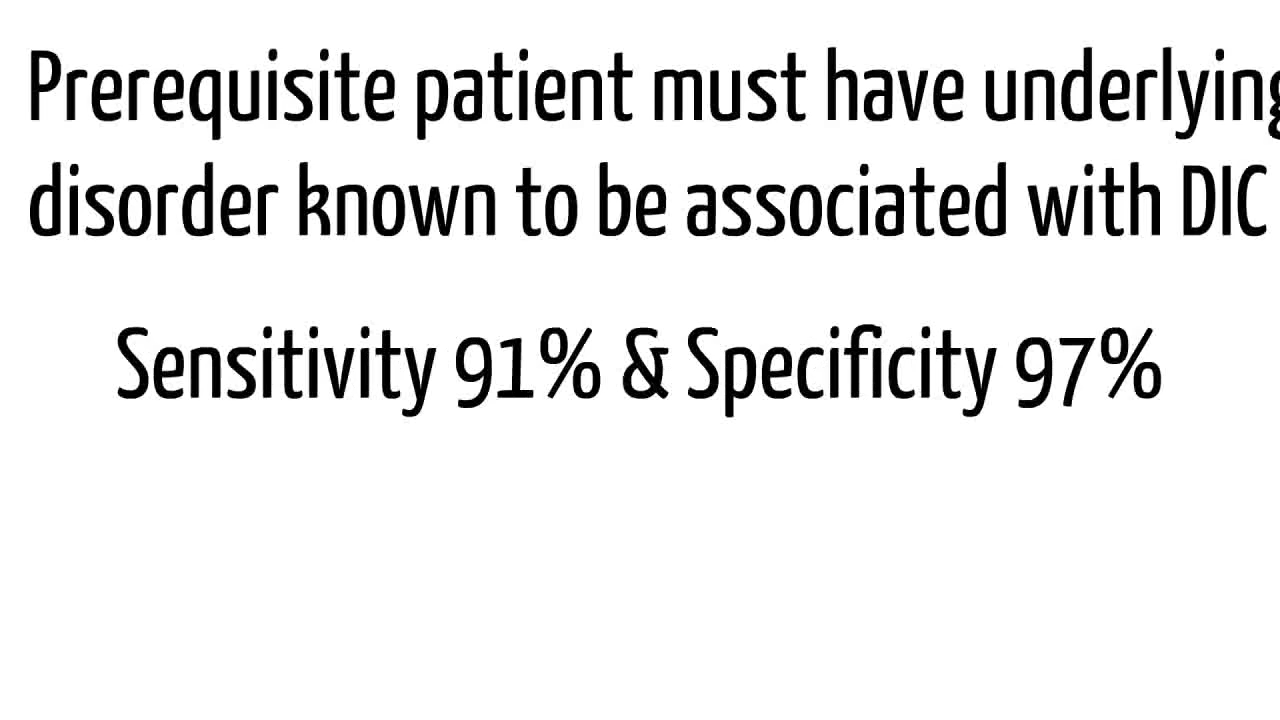 Prerequisite patient must have underlying
disorder known to be associated with DIC
Sensitivity 91% & Specificity 97%